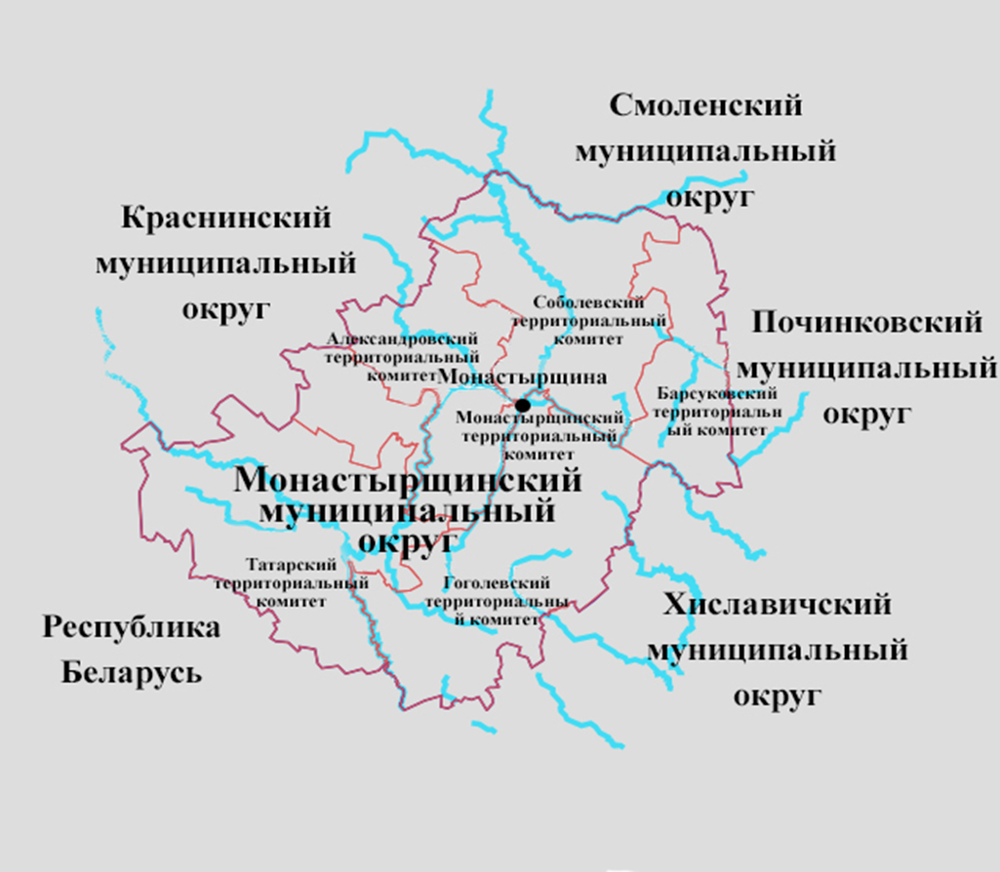 Смоленский
муниципальный
округ
Краснинский
муниципальный
округ
Соболевский
территориальный
комитет
Александровский
территориальный
комитет
Починковский
муниципальный
округ
Монастырщина
Барсуковский
территориальн
ый комитет
Монастырщинский
территориальный
комитет
Монастырщинский
муниципальный
округ
Татарский
территориальный
комитет
Гоголевский
территориальны
й комитет
Республика
Беларусь
Хиславичский
муниципальный
округ